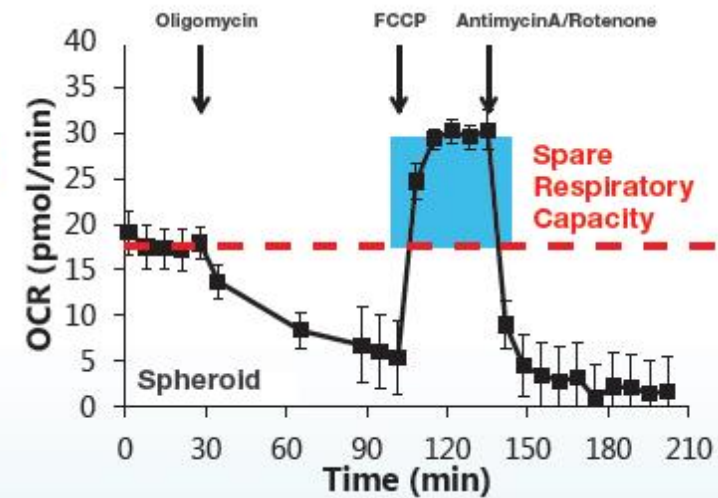 Oligomycin FCCP AntimycinA/Rotenone
40
35
30
25
20
15
10
5
0
OCR (pmol/min)
Spare
Respiratory
Capacity
Spheroid
0 30 60 90 120 150 180 210
Time (min)